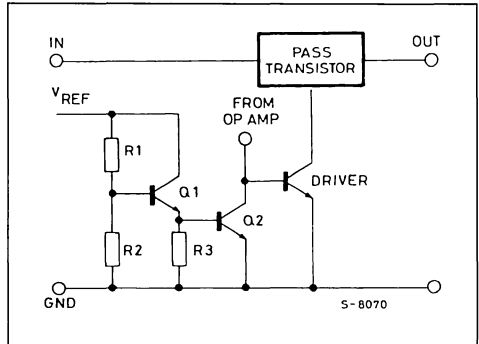 IN
OUT
PASS
TRANSISTOR
VREF
FROM
OP AMP
R1
Q1
DRIVER
R2
R3
Q2
GND
S-8070